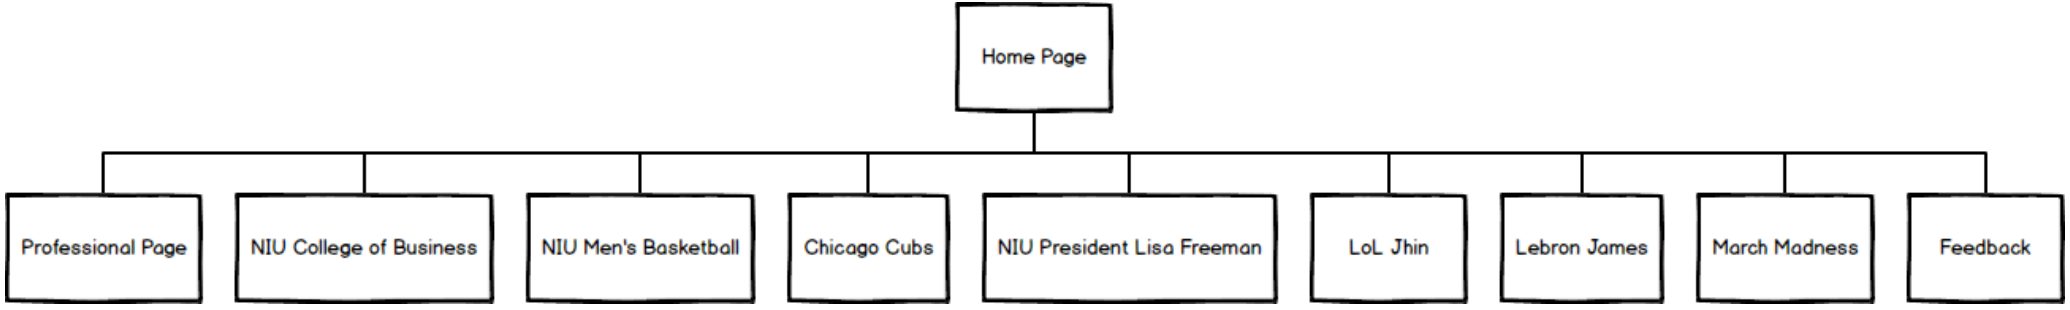 Home Page
Professional Page
NIU College of Business
NIU Men's Basketball
Chicago Cubs
NIU President Lisa Freeman
LoL Jhin
Lebron James
March Madness
Feedback